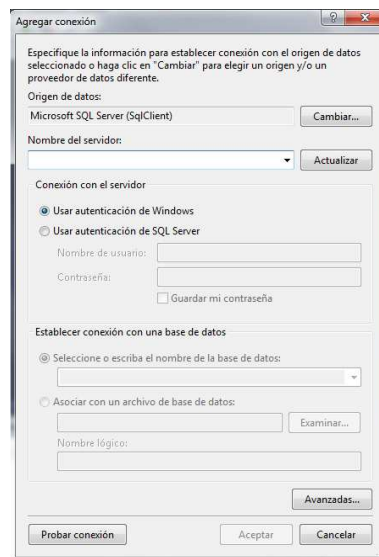 Agregar conexión
Especifique la información para establecer conexión con el origen de datos
seleccionado o haga clic en "Cambiar" para elegir un origen y/o un
proveedor de datos diferente.
Origen de datos:
Microsoft SQL Server (SqlClient)
Cambiar...
Nombre del servidor:
Actualizar
Conexión con el servidor
Usar autenticación de Windows
Usar autenticación de SQL Server
Nombre de usuario:
Contraseña:
Guardar mi contraseña
Establecer conexión con una base de datos
Seleccione o escriba el nombre de la base de datos:
Asociar con un archivo de base de datos:
Examinar...
Nombre lógico:
Avanzadas...
Probar conexión
Aceptar
Cancelar